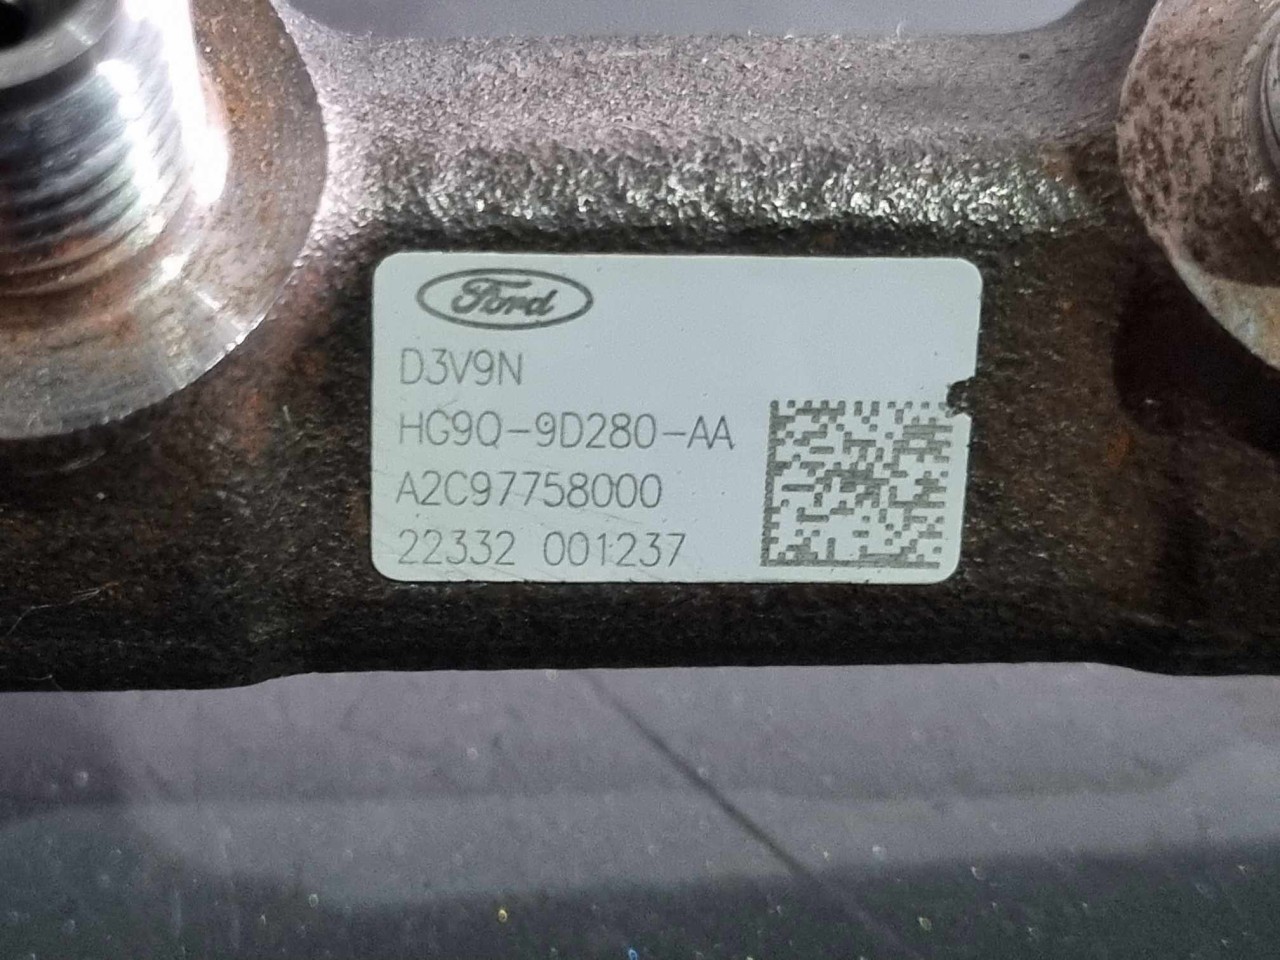 Ford
D3V9N
HG9Q-9D280-AA
A2C97758000
22332 001237